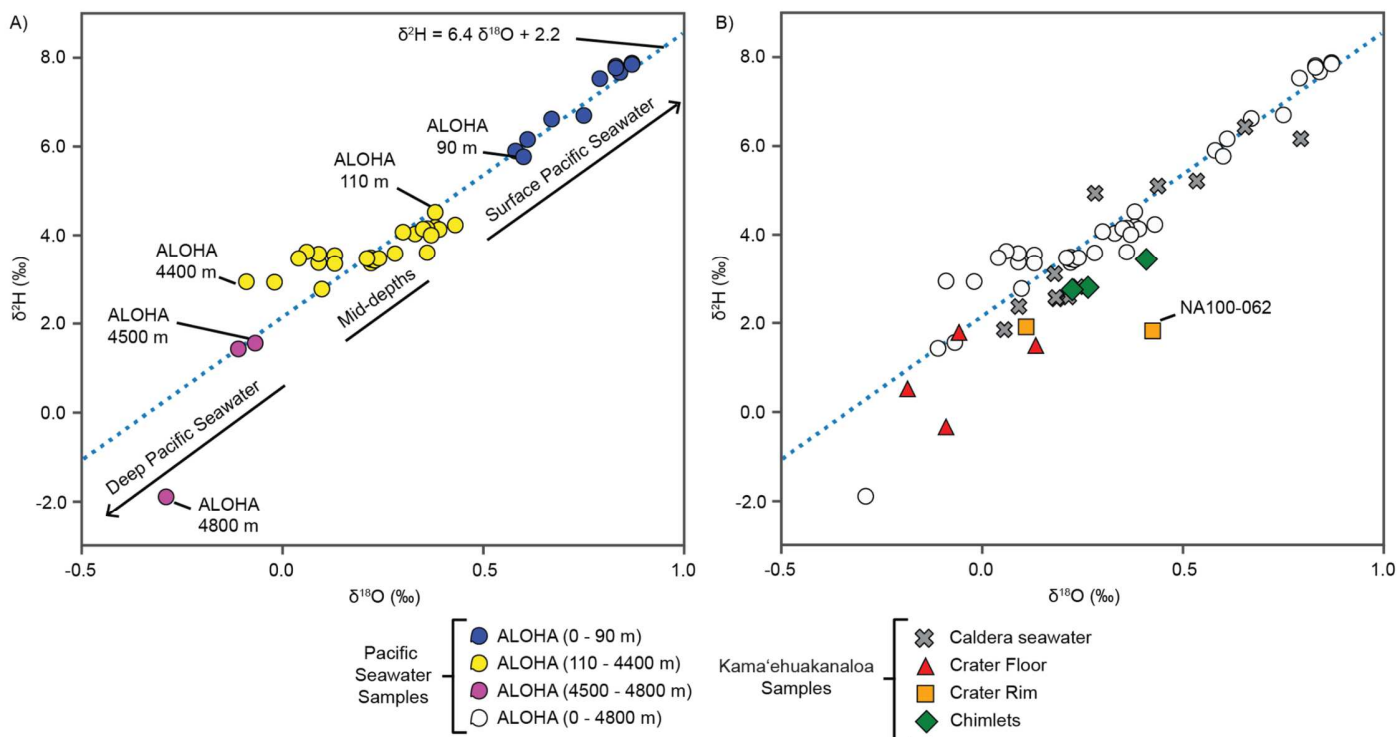 A)
δ²H = 6.4 δ¹⁸O + 2.2
8.0
6.0
4.0
2.0
0.0
-2.0
δ²H (‰)
ALOHA
90 m
ALOHA
110 m
Surface Pacific Seawater
ALOHA
4400 m
Mid-depths
ALOHA
4500 m
Deep Pacific Seawater
ALOHA
4800 m
-0.5
0.0
0.5
1.0
δ¹⁸O (‰)
B)
8.0
6.0
4.0
2.0
0.0
-2.0
δ²H (‰)
NA100-062
-0.5
0.0
0.5
1.0
δ¹⁸O (‰)
Pacific
Seawater
Samples
ALOHA (0 - 90 m)
ALOHA (110 - 4400 m)
ALOHA (4500 - 4800 m)
ALOHA (0 - 4800 m)
Kamaʻehuakanaloa
Samples
Caldera seawater
Crater Floor
Crater Rim
Chimlets